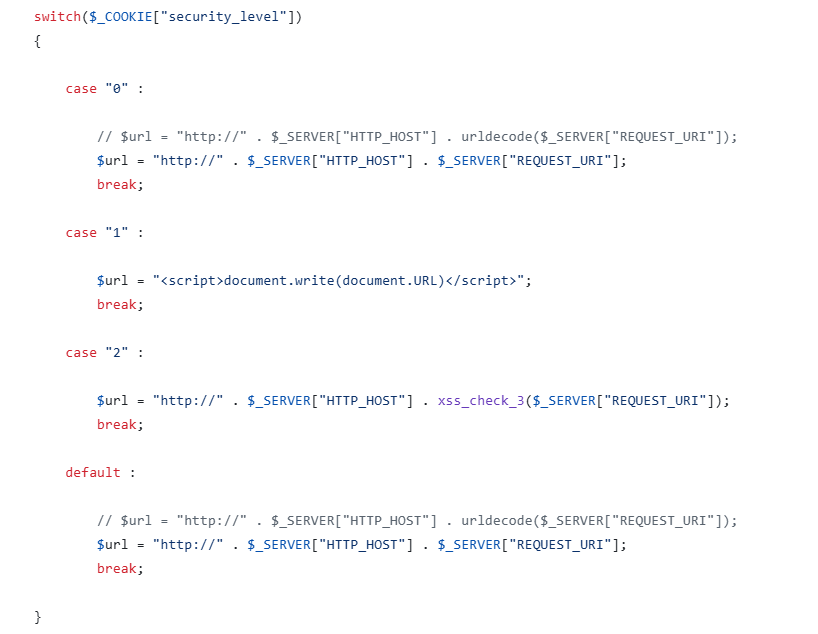 switch($_COOKIE["security_level"])
{
case "0" :
// $url = "http://" . $_SERVER["HTTP_HOST"] . urldecode($_SERVER["REQUEST_URI"]);
$url = "http://" . $_SERVER["HTTP_HOST"] . $_SERVER["REQUEST_URI"];
break;
case "1" :
$url = "<script>document.write(document.URL)</script>";
break;
case "2" :
$url = "http://" . $_SERVER["HTTP_HOST"] . xss_check_3($_SERVER["REQUEST_URI"]);
break;
default :
// $url = "http://" . $_SERVER["HTTP_HOST"] . urldecode($_SERVER["REQUEST_URI"]);
$url = "http://" . $_SERVER["HTTP_HOST"] . $_SERVER["REQUEST_URI"];
break;
}